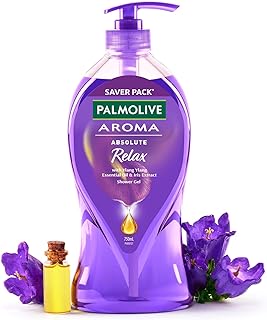 SAVER PACK*
PALMOLIVE
AROMA
ABSOLUTE
Relax
with Ylang Ylang
Essential Oil & Iris Extract
Shower Gel
750mL